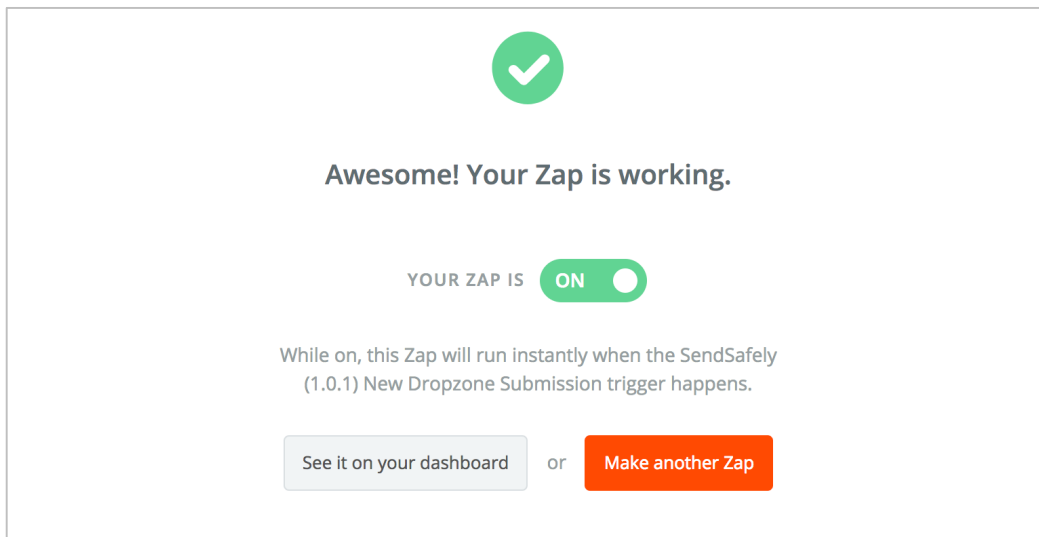 Awesome! Your Zap is working.
YOUR ZAP IS ON
While on, this Zap will run instantly when the SendSafely
(1.0.1) New Dropzone Submission trigger happens.
See it on your dashboard or Make another Zap